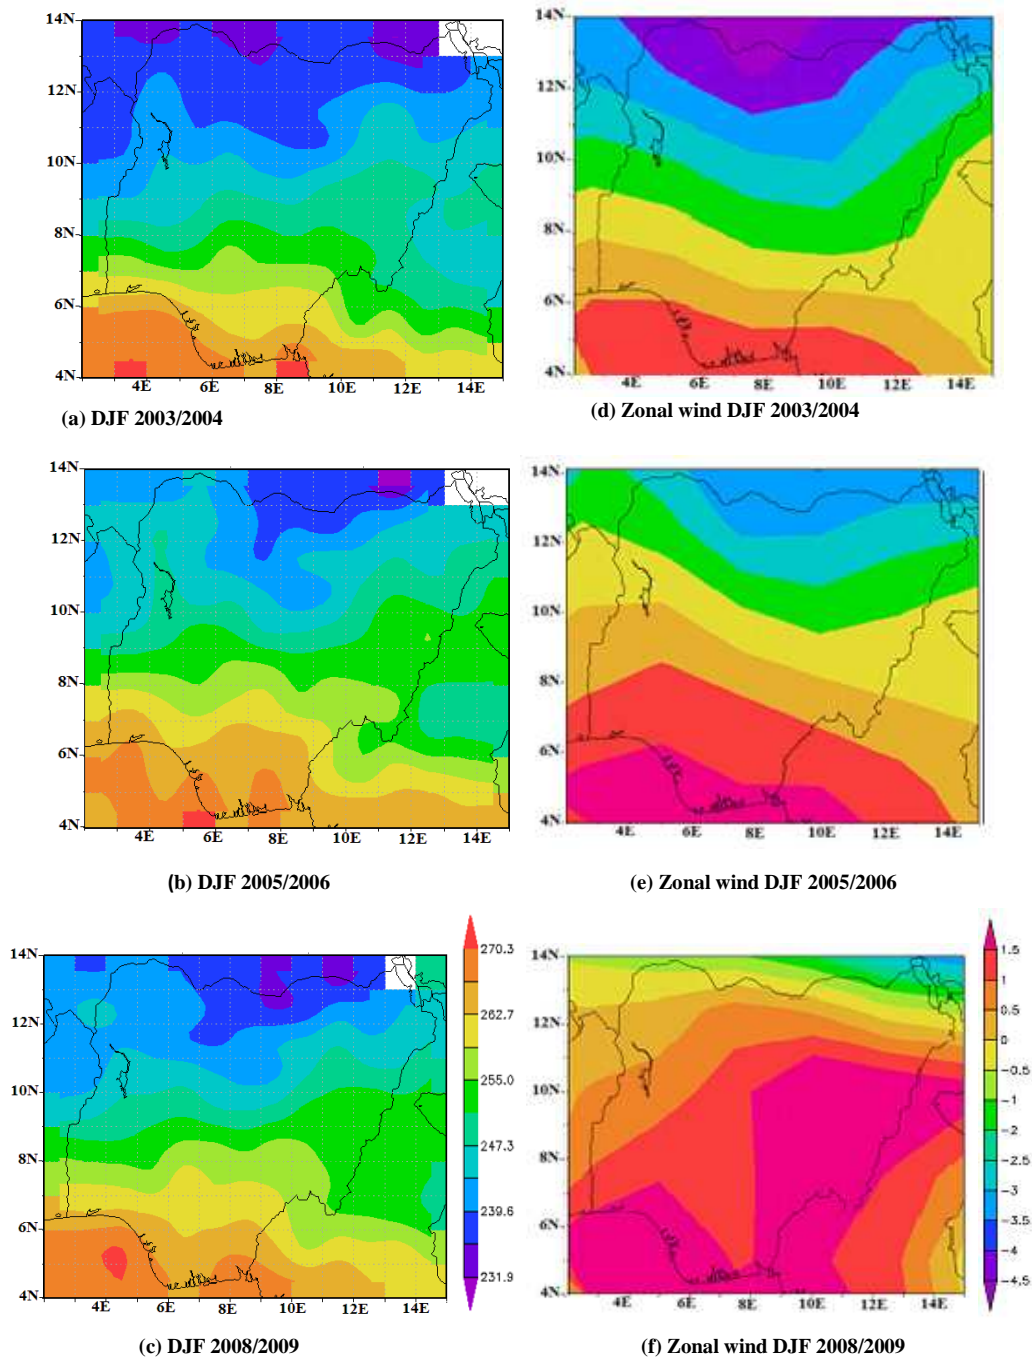 14N
12N
10N
8N
6N
4N
4E 6E 8E 10E 12E 14E
(a) DJF 2003/2004
14N
12N
10N
8N
6N
4N
4E 6E 8E 10E 12E 14E
(d) Zonal wind DJF 2003/2004
14N
12N
10N
8N
6N
4N
4E 6E 8E 10E 12E 14E
(b) DJF 2005/2006
14N
12N
10N
8N
6N
4N
4E 6E 8E 10E 12E 14E
(e) Zonal wind DJF 2005/2006
14N
12N
10N
8N
6N
4N
4E 6E 8E 10E 12E 14E
270.3
262.7
255.0
247.3
239.6
231.9
(c) DJF 2008/2009
14N
12N
10N
8N
6N
4N
4E 6E 8E 10E 12E 14E
1.5
1
0.5
0
-0.5
-1
-2.5
-3
-3.5
-4
-4.5
(f) Zonal wind DJF 2008/2009